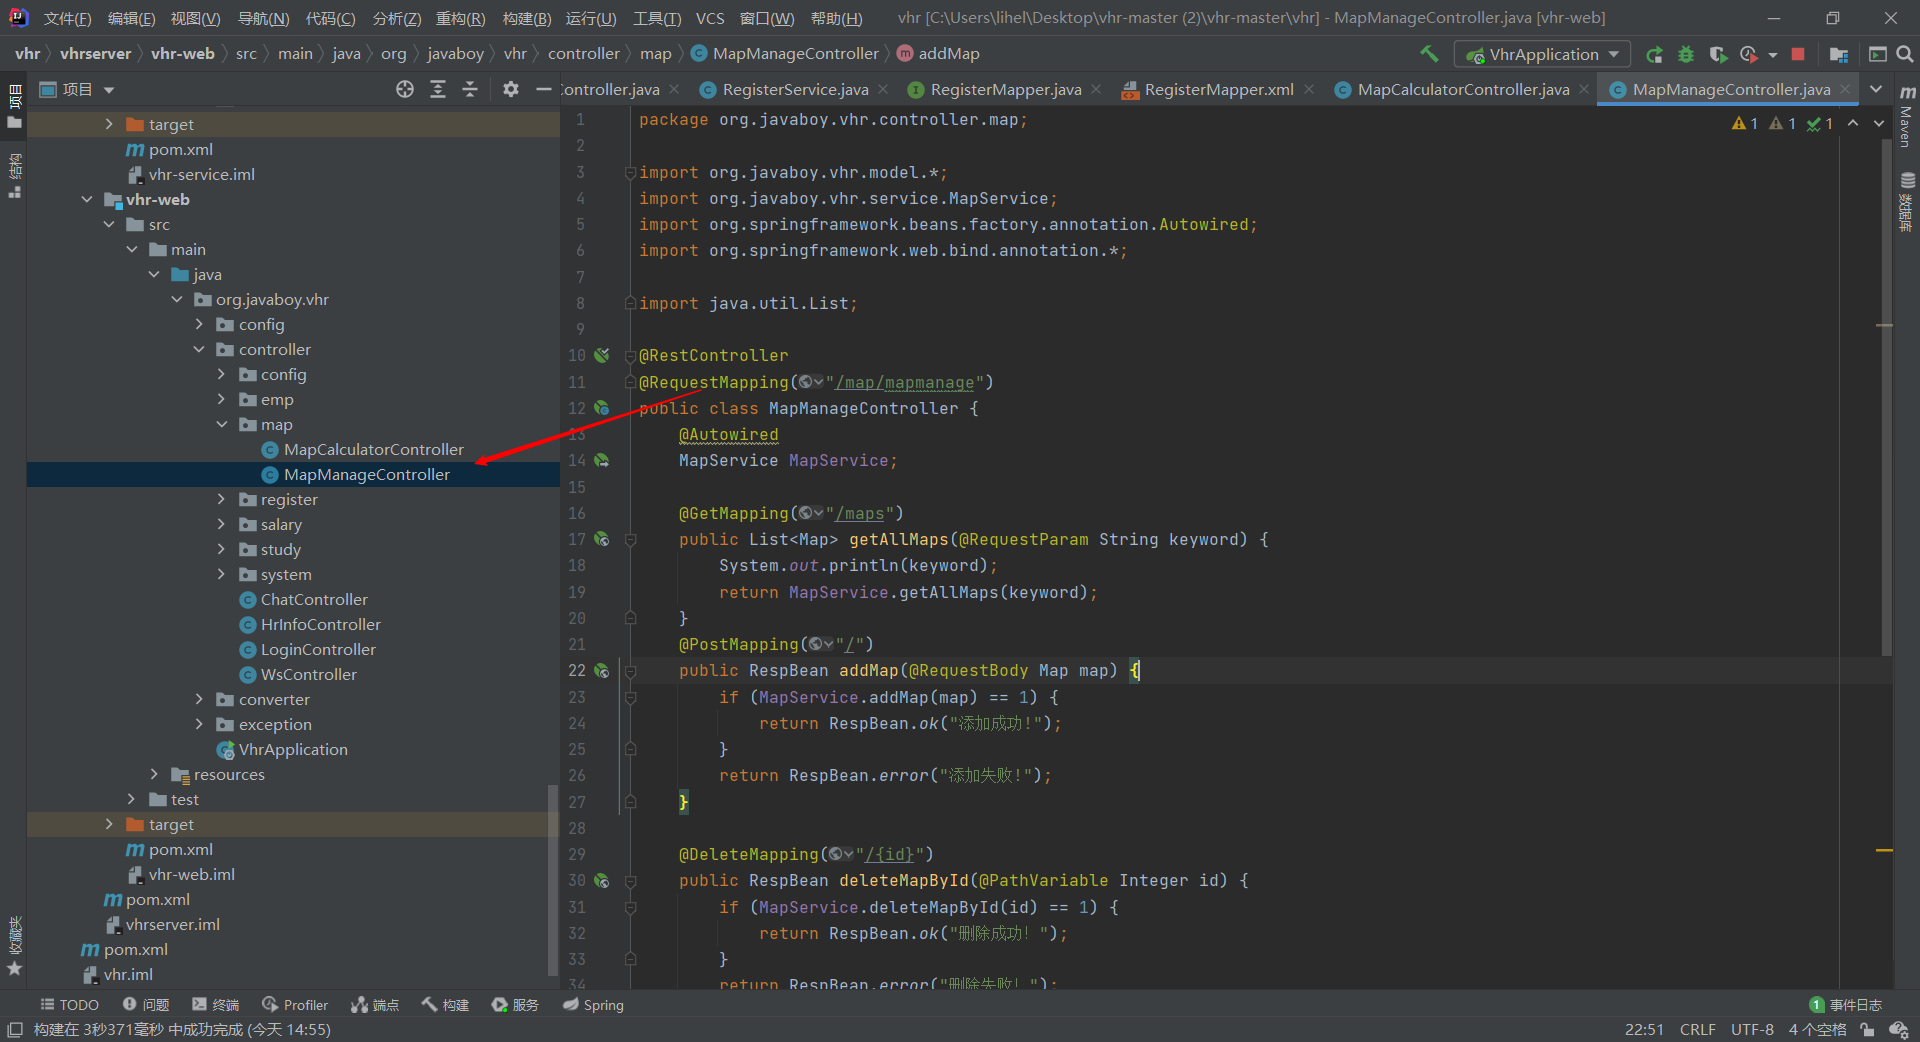 文件(F) 编辑(E) 视图(V) 导航(N) 代码(C) 分析(Z) 重构(R) 构建(B) 运行(U) 工具(T) VCS 窗口(W) 帮助(H) vhr [C:\Users\lihel\Desktop\vhr-master (2)\vhr-master\vhr] - MapManageController.java [vhr-web]
vhr vhrserver vhr-web src main java org javaboy vhr controller map MapManageController addMap VhrApplication
项目
ontroller.java RegisterService.java RegisterMapper.java RegisterMapper.xml MapCalculatorController.java MapManageController.java
项目
结构
收藏夹
Maven
数据库
target
pom.xml
vhr-service.iml
vhr-web
src
main
java
org.javaboy.vhr
config
controller
config
emp
map
MapCalculatorController
MapManageController
register
salary
study
system
ChatController
HrInfoController
LoginController
WsController
converter
exception
VhrApplication
resources
test
target
pom.xml
vhr-web.iml
pom.xml
vhrserver.iml
pom.xml
vhr.iml
1 1 1
1 package org.javaboy.vhr.controller.map;
2
3 import org.javaboy.vhr.model.*;
4 import org.javaboy.vhr.service.MapService;
5 import org.springframework.beans.factory.annotation.Autowired;
6 import org.springframework.web.bind.annotation.*;
7
8 import java.util.List;
9
10 @RestController
11 @RequestMapping("/map/mapmanage")
12 public class MapManageController {
13 @Autowired
14 MapService MapService;
15
16 @GetMapping("/maps")
17 public List<Map> getAllMaps(@RequestParam String keyword) {
18 System.out.println(keyword);
19 return MapService.getAllMaps(keyword);
20 }
21 @PostMapping("/")
22 public RespBean addMap(@RequestBody Map map) {
23 if (MapService.addMap(map) == 1) {
24 return RespBean.ok("添加成功!");
25 }
26 return RespBean.error("添加失败!");
27 }
28
29 @DeleteMapping("/{id}")
30 public RespBean deleteMapById(@PathVariable Integer id) {
31 if (MapService.deleteMapById(id) == 1) {
32 return RespBean.ok("删除成功！");
33 }
34 return RespBean.error("删除失败！");
TODO 问题 终端 Profiler 端点 构建 服务 Spring 1 事件日志
构建在 3秒371毫秒 中成功完成 (今天 14:55) 22:51 CRLF UTF-8 4 个空格